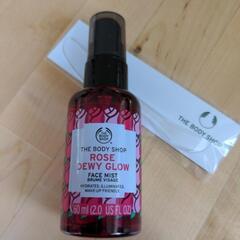 THE BODY SHOP
ROSE
DEWY GLOW
FACE MIST
BRUME VISAGE
HYDRATES. ILLUMINATES.
MAKE-UP FRIENDLY.
60 ml (2.0 US FL OZ)
THE BODY SHOP